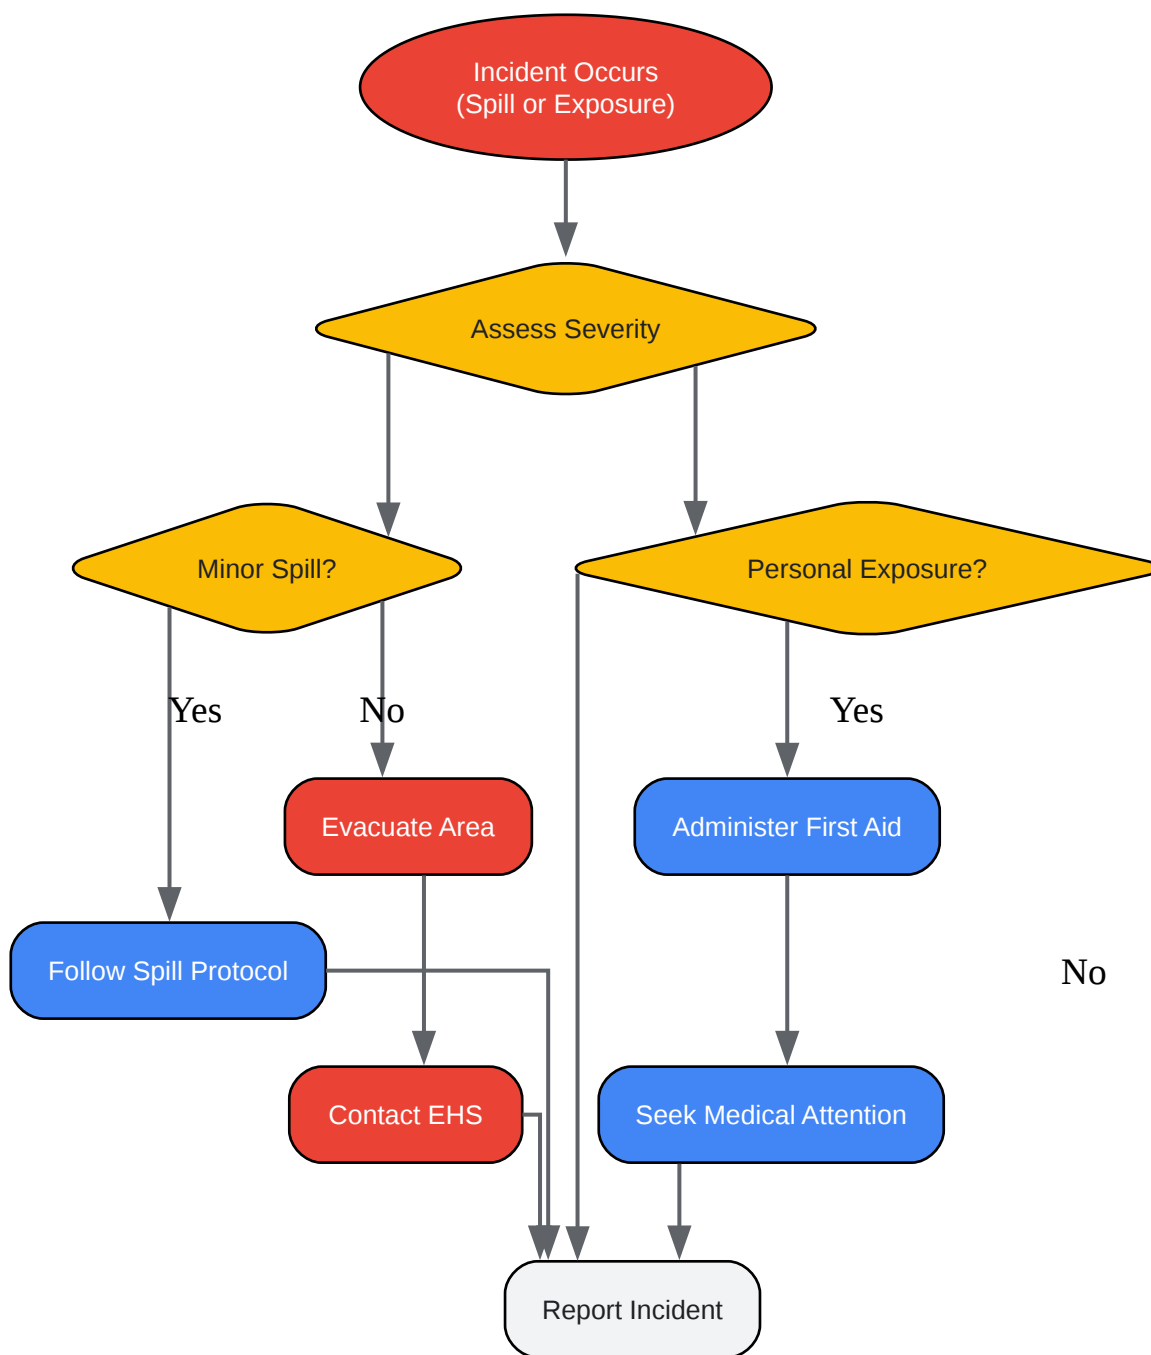 Incident Occurs
(Spill or Exposure)
Assess Severity
Minor Spill?
Personal Exposure?
Yes
No
Yes
Evacuate Area
Administer First Aid
Follow Spill Protocol
No
Contact EHS
Seek Medical Attention
Report Incident